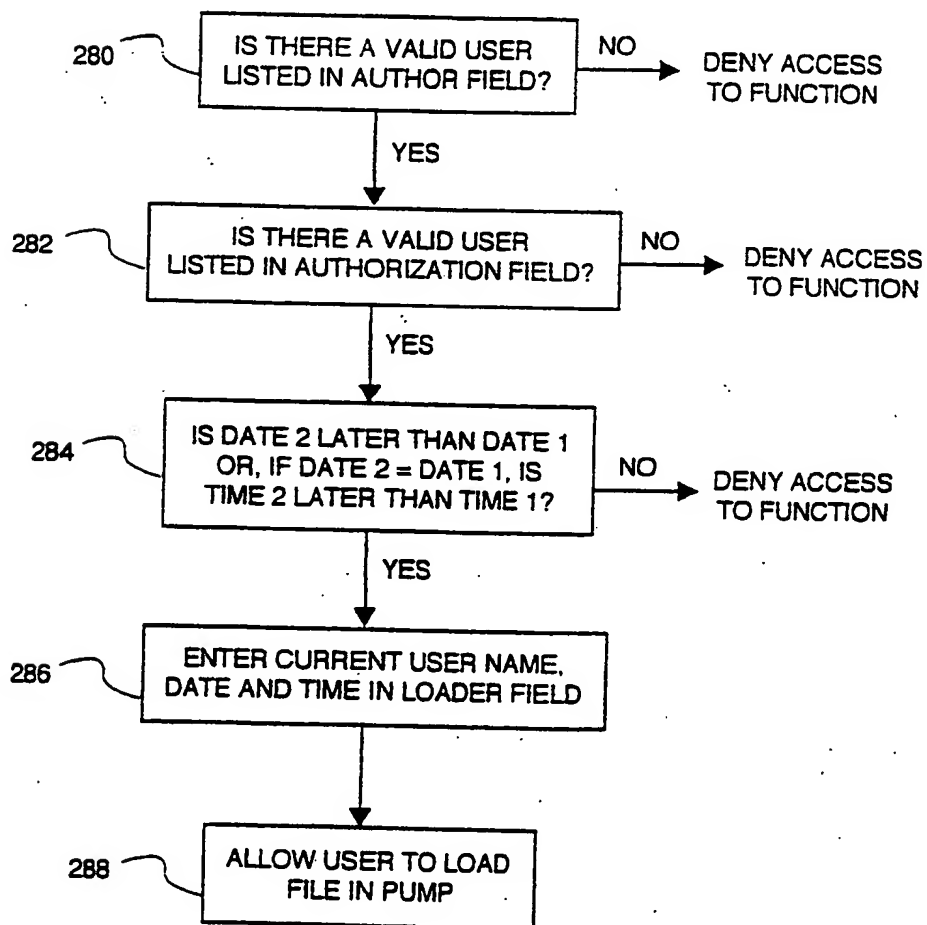 280
IS THERE A VALID USER
LISTED IN AUTHOR FIELD?
NO
DENY ACCESS
TO FUNCTION
YES
282
IS THERE A VALID USER
LISTED IN AUTHORIZATION FIELD?
NO
DENY ACCESS
TO FUNCTION
YES
284
IS DATE 2 LATER THAN DATE 1
OR, IF DATE 2 = DATE 1, IS
TIME 2 LATER THAN TIME 1?
NO
DENY ACCESS
TO FUNCTION
YES
286
ENTER CURRENT USER NAME,
DATE AND TIME IN LOADER FIELD
288
ALLOW USER TO LOAD
FILE IN PUMP